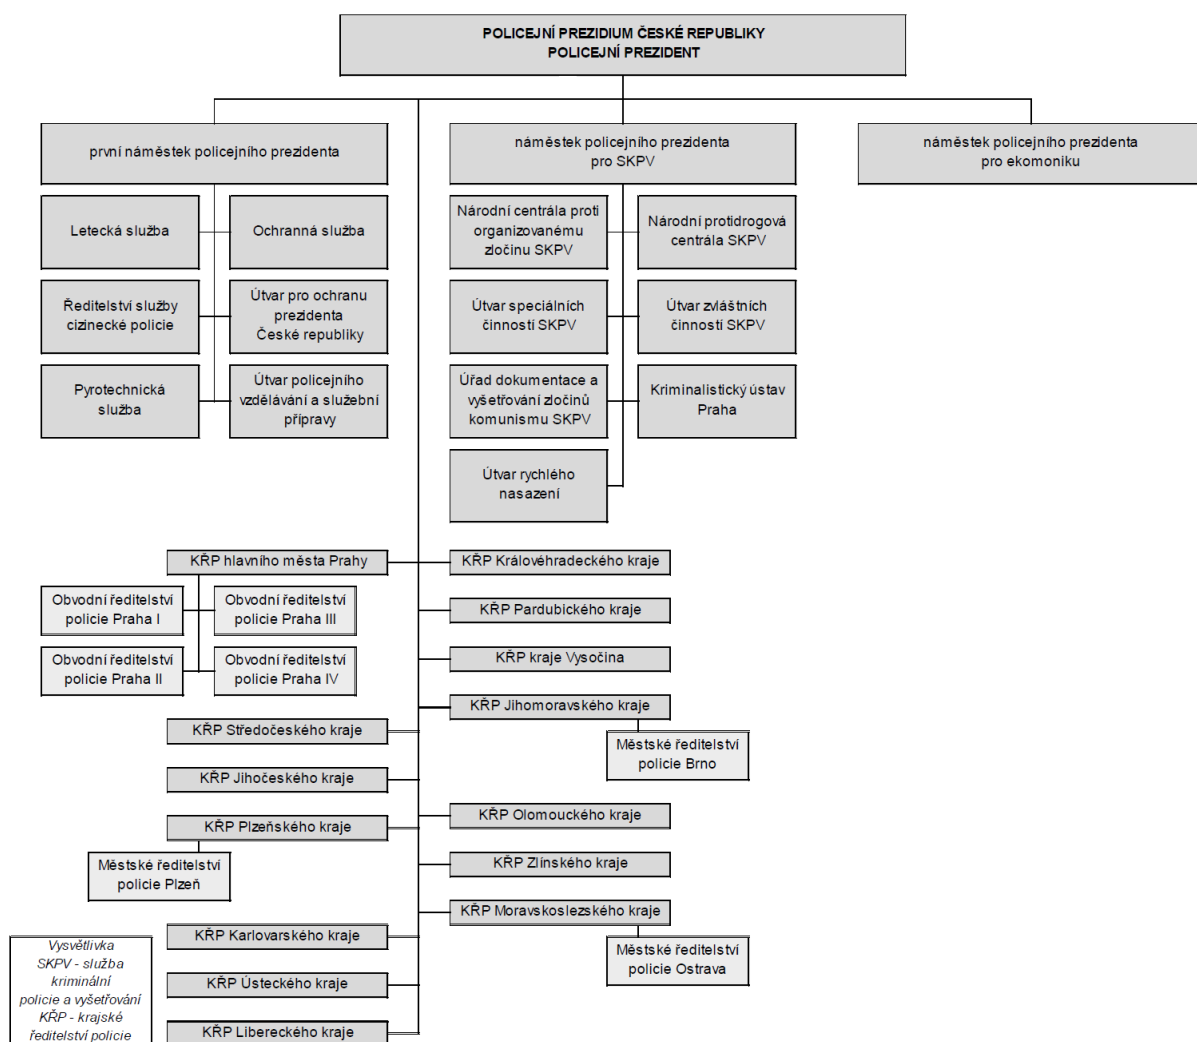 POLICEJNÍ PREZIDIUM ČESKÉ REPUBLIKY
POLICEJNÍ PREZIDENT
první náměstek policejního prezidenta
náměstek policejního prezidenta
pro SKPV
náměstek policejního prezidenta
pro ekomoniku
Letecká služba
Ochranná služba
Ředitelství služby
cizinecké policie
Útvar pro ochranu
prezidenta
České republiky
Pyrotechnická
služba
Útvar policejního
vzdělávání a služební
přípravy
Národní centrála proti
organizovanému
zločinu SKPV
Národní protidrogová
centrála SKPV
Útvar speciálních
činností SKPV
Útvar zvláštních
činností SKPV
Úřad dokumentace a
vyšetřování zločinů
komunismu SKPV
Kriminalistický ústav
Praha
Útvar rychlého
nasazení
KŘP hlavního města Prahy
Obvodní ředitelství
policie Praha I
Obvodní ředitelství
policie Praha III
Obvodní ředitelství
policie Praha II
Obvodní ředitelství
policie Praha IV
KŘP Středočeského kraje
KŘP Jihočeského kraje
KŘP Plzeňského kraje
Městské ředitelství
policie Plzeň
KŘP Karlovarského kraje
KŘP Ústeckého kraje
KŘP Libereckého kraje
KŘP Královéhradeckého kraje
KŘP Pardubického kraje
KŘP kraje Vysočina
KŘP Jihomoravského kraje
Městské ředitelství
policie Brno
KŘP Olomouckého kraje
KŘP Zlínského kraje
KŘP Moravskoslezského kraje
Městské ředitelství
policie Ostrava
Vysvětlivka
SKPV - služba
kriminální
policie a vyšetřování
KŘP - krajské
ředitelství policie